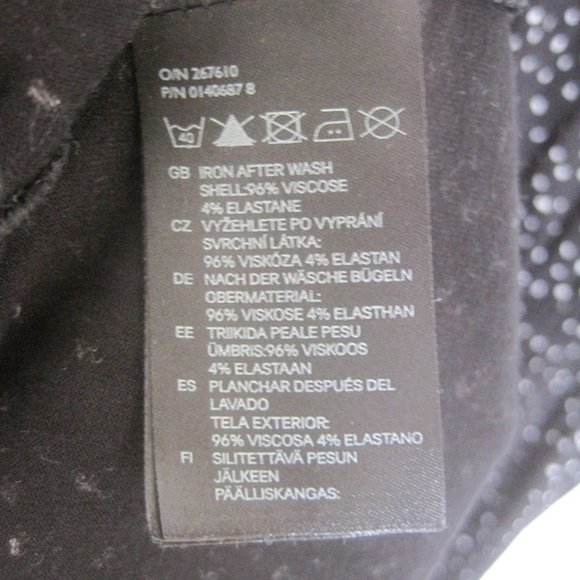 O/N 267610
P/N 0140687 8
40
GB IRON AFTER WASH
SHELL:96% VISCOSE
4% ELASTANE
CZ VYŽEHLETE PO VYPRÁNÍ
SVRCHNÍ LÁTKA:
96% VISKÓZA 4% ELASTAN
DE NACH DER WÄSCHE BÜGELN
OBERMATERIAL:
96% VISKOSE 4% ELASTHAN
EE TRIIKIDA PEALE PESU
ÜMBRIS:96% VISKOOS
4% ELASTAAN
ES PLANCHAR DESPUÉS DEL
LAVADO
TELA EXTERIOR:
96% VISCOSA 4% ELASTANO
FI SILITETTÄVÄ PESUN
JÄLKEEN
PÄÄLLISKANGAS: